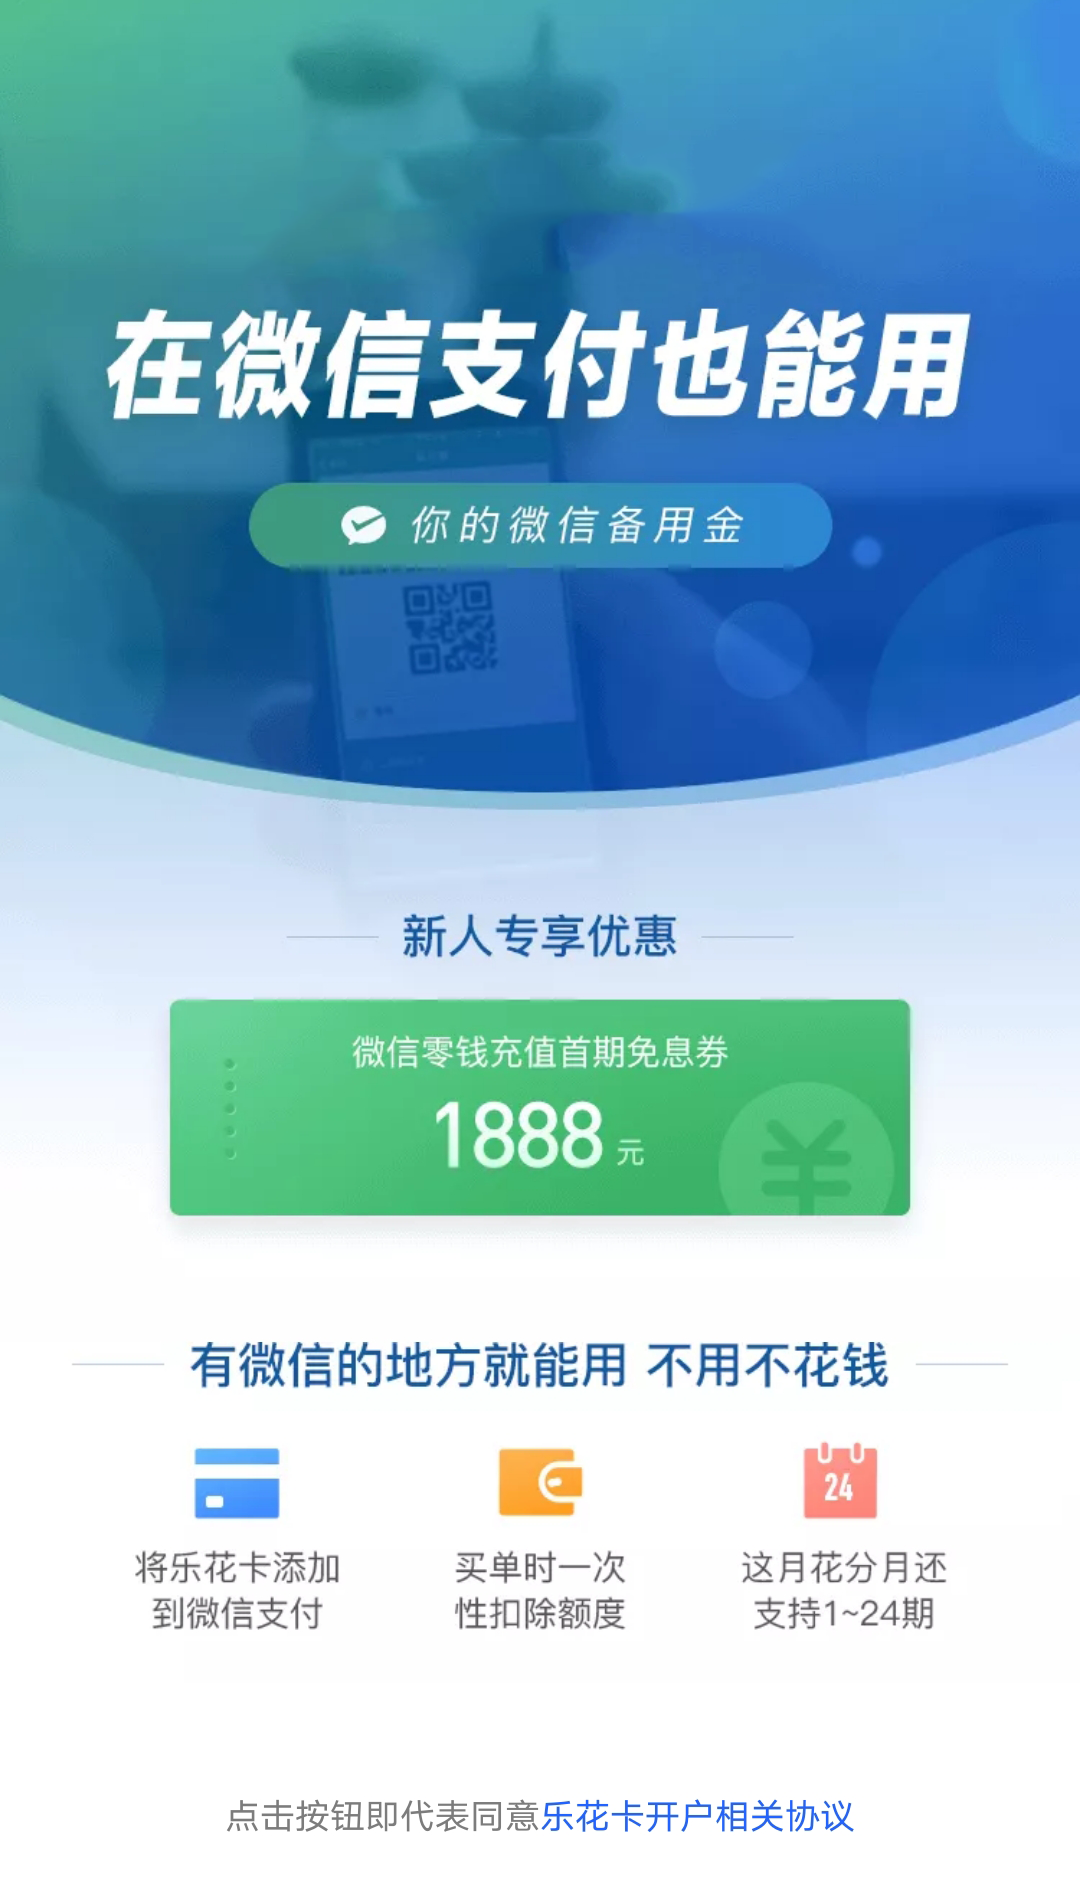 在微信支付也能用
你的微信备用金
新人专享优惠
微信零钱充值首期免息券
1888元
有微信的地方就能用 不用不花钱
24
将乐花卡添加
到微信支付
买单时一次
性扣除额度
这月花分月还
支持1~24期
点击按钮即代表同意乐花卡开户相关协议